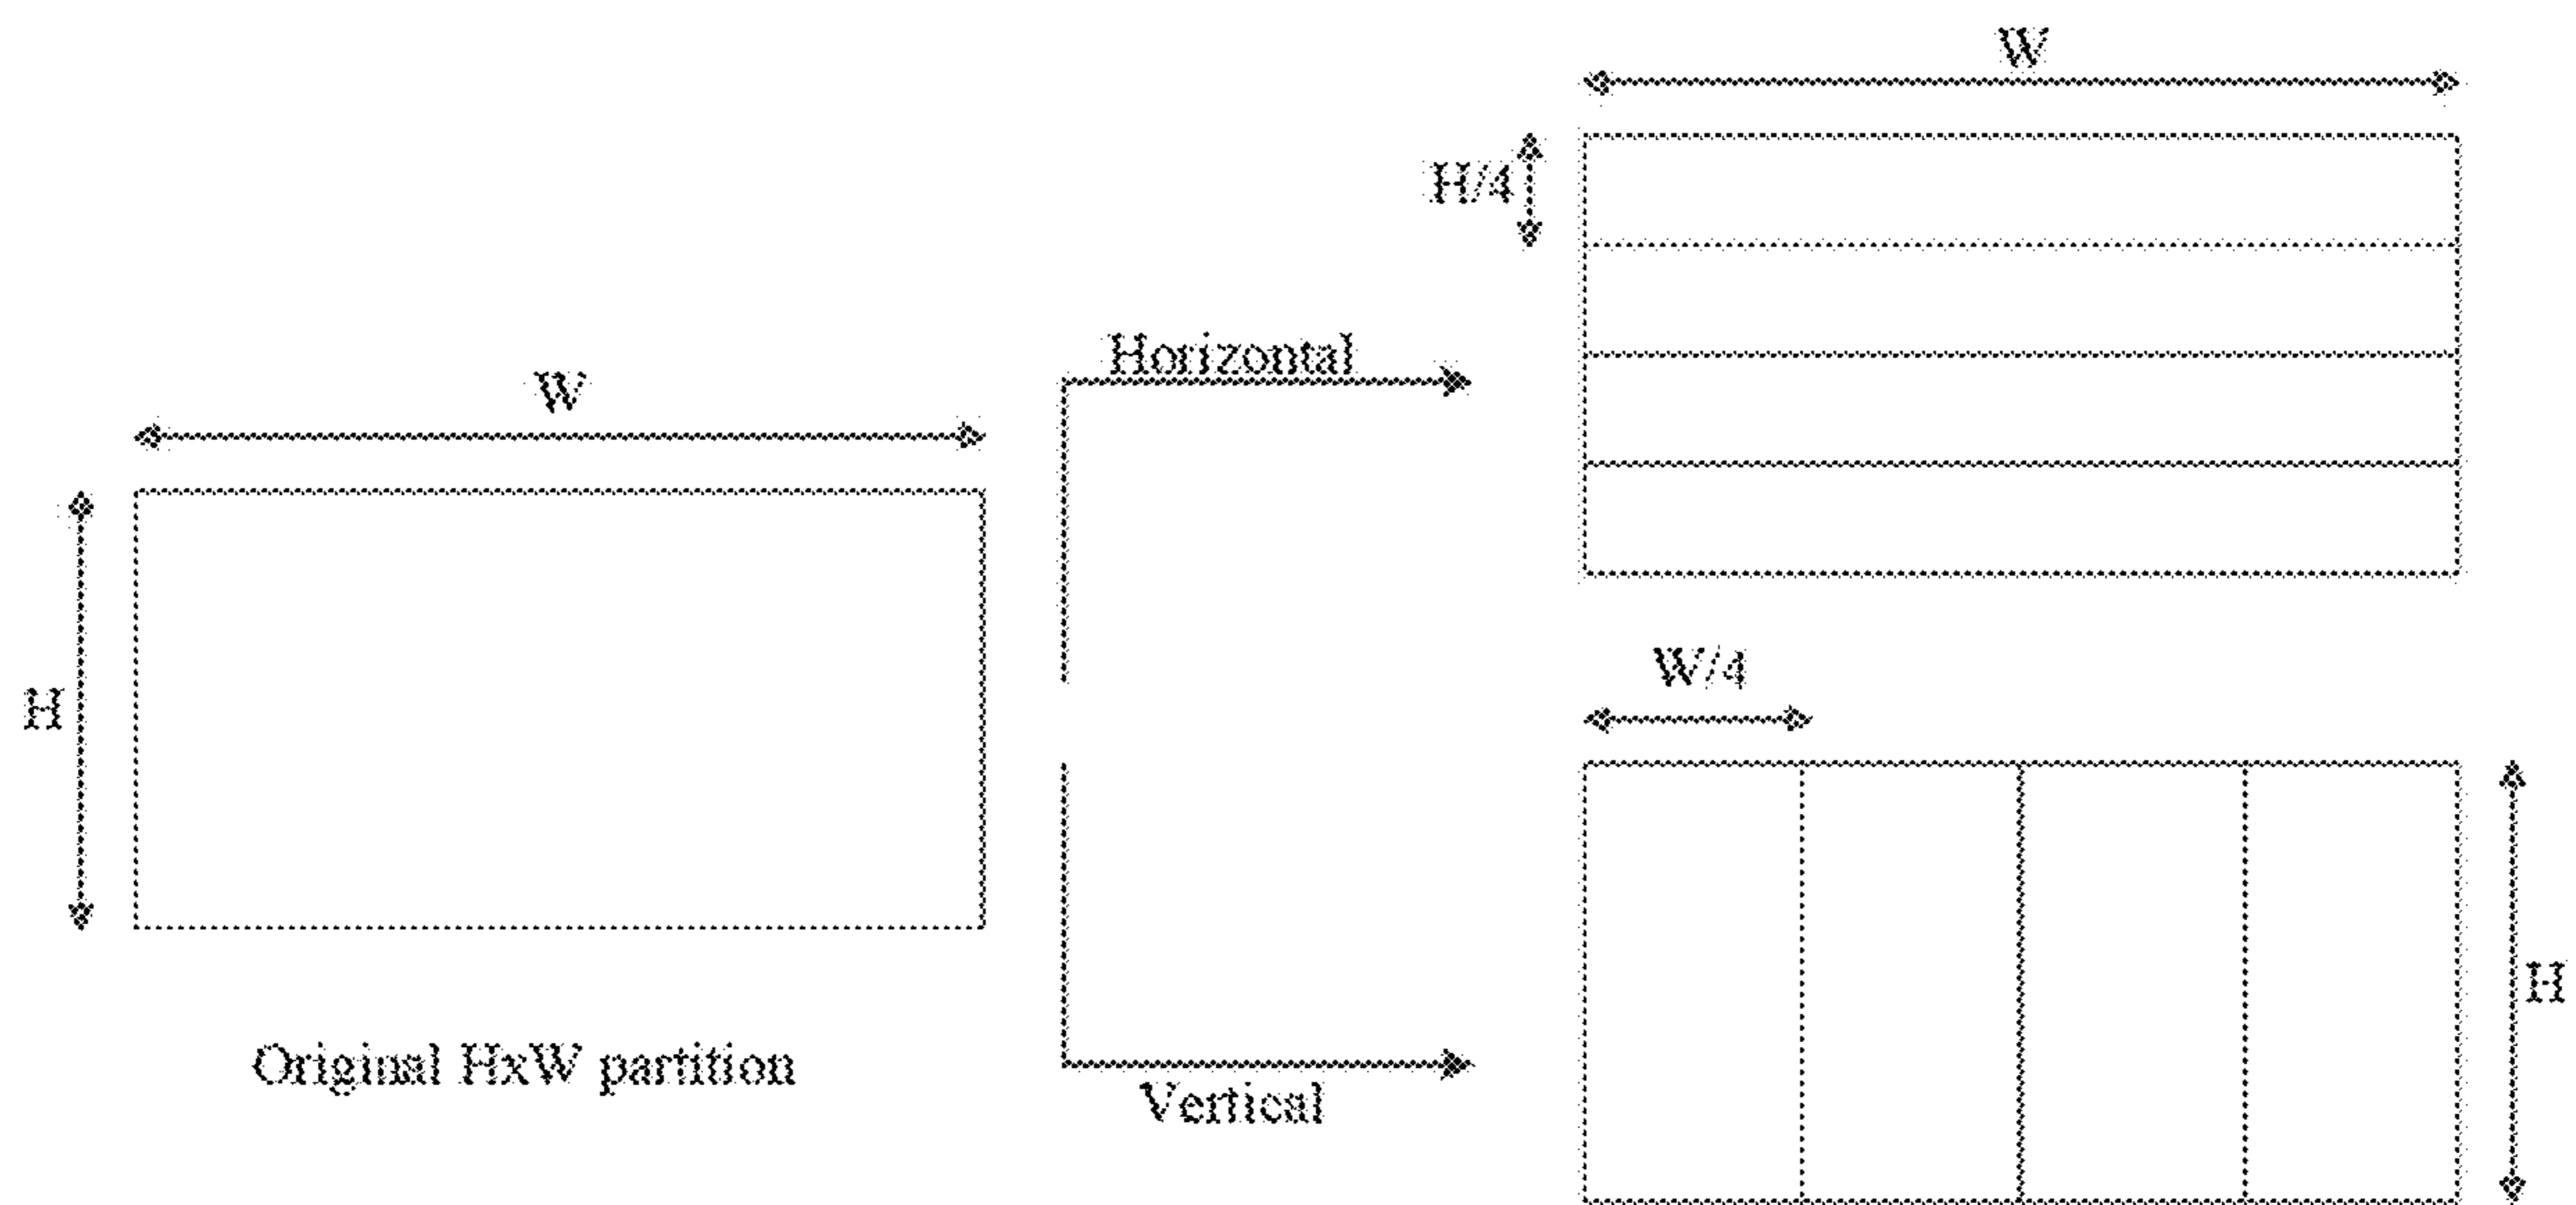 W
H/4
Horizontal
W
H
W/4
H
Original HxW partition
Vertical